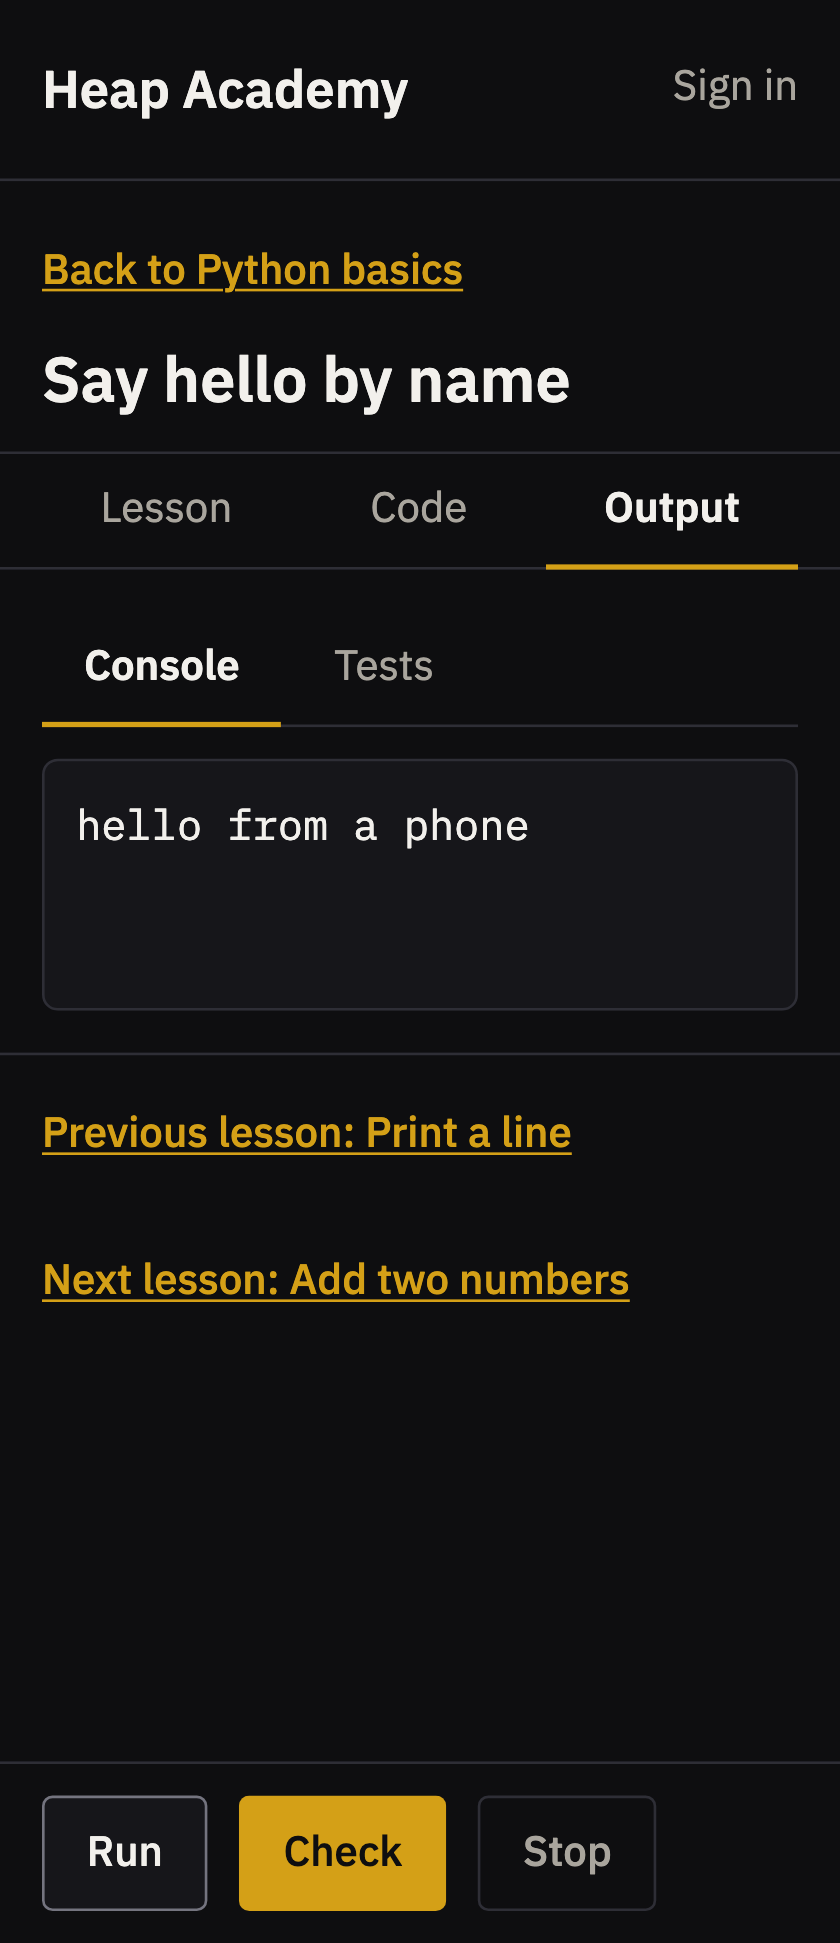 Heap Academy
Sign in
Back to Python basics
Say hello by name
Lesson Code Output
Console Tests
hello from a phone
Previous lesson: Print a line
Next lesson: Add two numbers
Run Check Stop